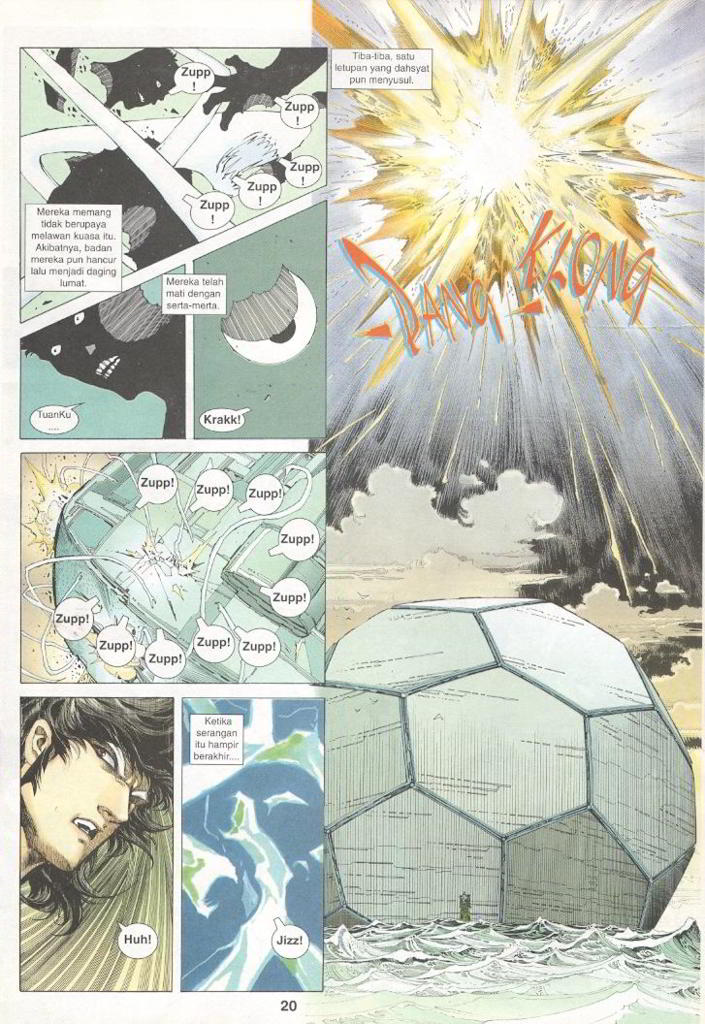 Zupp
!
Zupp
!
Zupp
!
Zupp
!
Zupp
!
Mereka memang
tidak berupaya
melawan kuasa itu.
Akibatnya, badan
mereka pun hancur
lalu menjadi daging
lumat.
TuanKu
....
Mereka telah
mati dengan
serta-merta.
Krakk!
Zupp!
Zupp!
Zupp!
Zupp!
Zupp!
Zupp!
Zupp!
Zupp!
Zupp!
Zupp!
Huh!
Ketika
serangan
itu hampir
berakhir....
Jizz!
Tiba-tiba, satu
letupan yang dahsyat
pun menyusul.
DANG KLONG
20